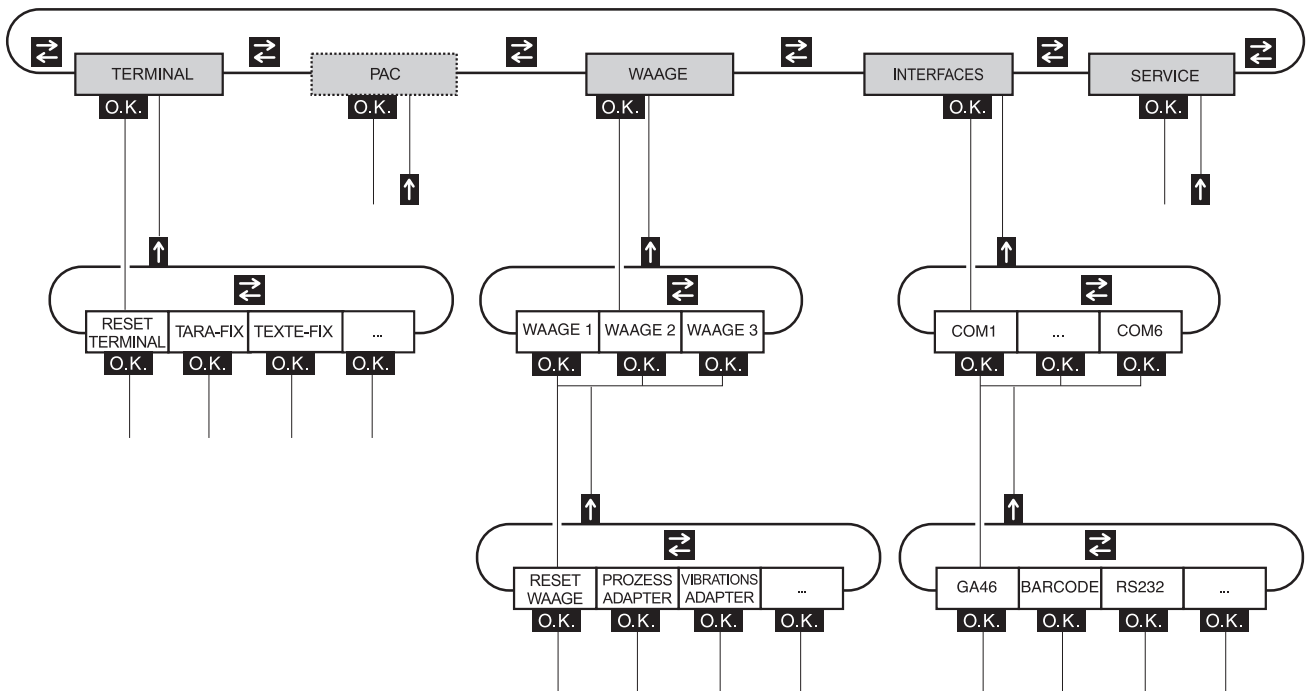 TERMINAL
PAC
WAAGE
INTERFACES
SERVICE
O.K.
O.K.
O.K.
O.K.
O.K.
RESET
TERMINAL
TARA-FIX
TEXTE-FIX
...
WAAGE 1
WAAGE 2
WAAGE 3
COM1
...
COM6
O.K.
O.K.
O.K.
O.K.
O.K.
O.K.
O.K.
O.K.
O.K.
O.K.
RESET
WAAGE
PROZESS
ADAPTER
VIBRATIONS
ADAPTER
...
GA46
BARCODE
RS232
...
O.K.
O.K.
O.K.
O.K.
O.K.
O.K.
O.K.
O.K.